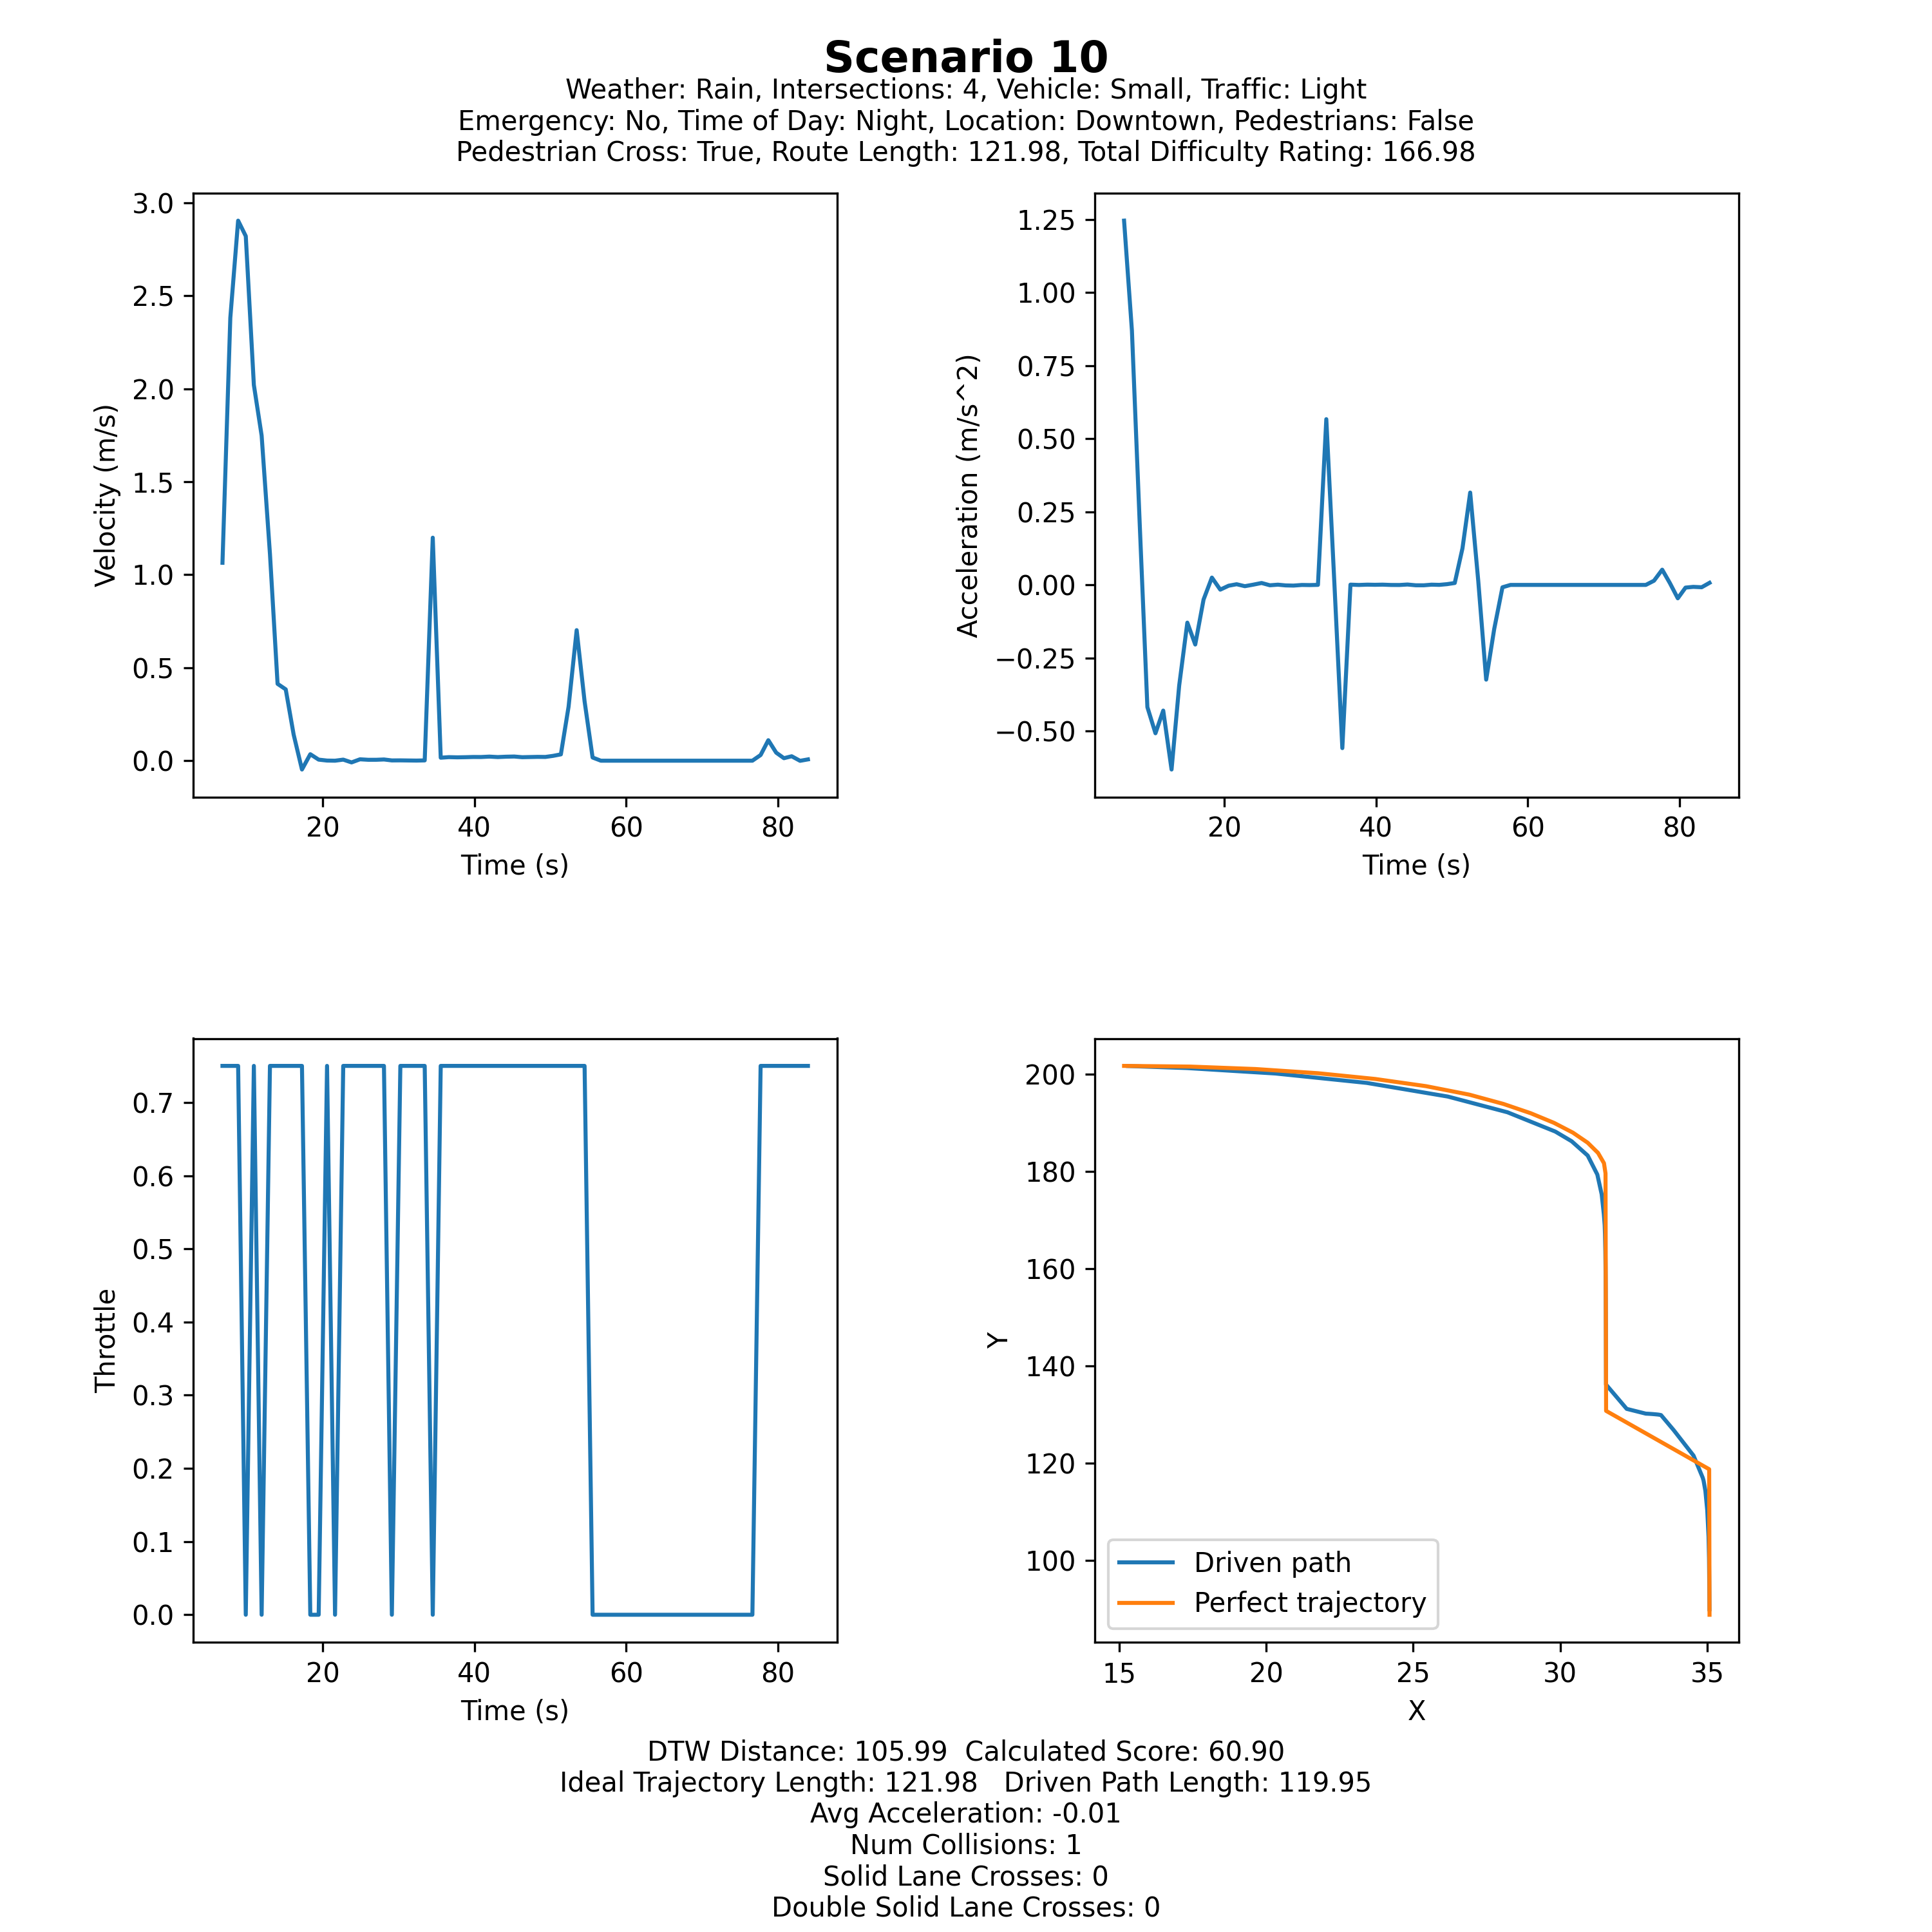 Scenario 10
Weather: Rain, Intersections: 4, Vehicle: Small, Traffic: Light
Emergency: No, Time of Day: Night, Location: Downtown, Pedestrians: False
Pedestrian Cross: True, Route Length: 121.98, Total Difficulty Rating: 166.98
Velocity (m/s)
3.0
2.5
2.0
1.5
1.0
0.5
0.0
20 40 60 80
Time (s)
Acceleration (m/s^2)
1.25
1.00
0.75
0.50
0.25
0.00
−0.25
−0.50
20 40 60 80
Time (s)
Throttle
0.7
0.6
0.5
0.4
0.3
0.2
0.1
0.0
20 40 60 80
Time (s)
Y
200
180
160
140
120
100
Driven path
Perfect trajectory
15 20 25 30 35
X
DTW Distance: 105.99 Calculated Score: 60.90
Ideal Trajectory Length: 121.98 Driven Path Length: 119.95
Avg Acceleration: -0.01
Num Collisions: 1
Solid Lane Crosses: 0
Double Solid Lane Crosses: 0